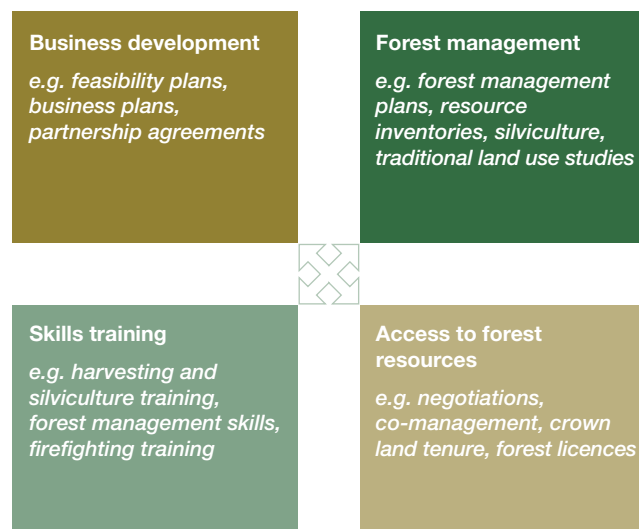 Business development
e.g. feasibility plans,
business plans,
partnership agreements
Forest management
e.g. forest management
plans, resource
inventories, silviculture,
traditional land use studies
Skills training
e.g. harvesting and
silviculture training,
forest management skills,
firefighting training
Access to forest
resources
e.g. negotiations,
co-management, crown
land tenure, forest licences